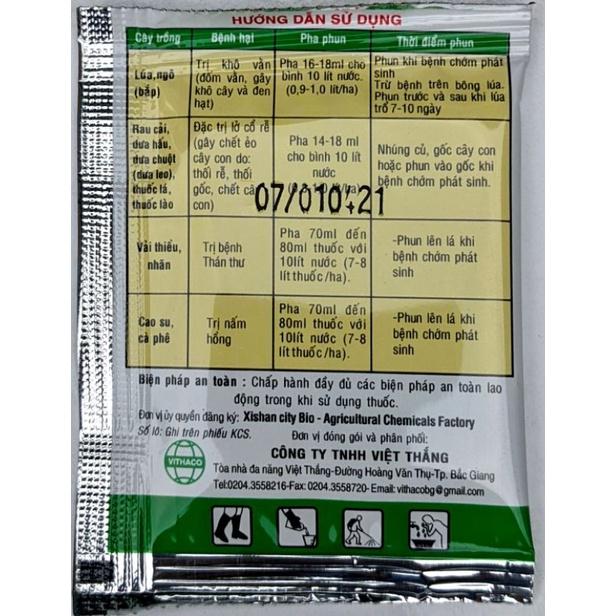 HƯỚNG DẪN SỬ DỤNG
Cây trồng Bệnh hại Pha phun Thời điểm phun
Lúa,ngô
(bắp)
Trị khô vằn
(đốm vằn, gây
khô cây và đen
hạt)
Pha 16-18ml cho
bình 10 lít nước.
(0,9-1,0 lít/ha)
Phun khi bệnh chớm phát
sinh
Trừ bệnh trên bông lúa.
Phun trước và sau khi lúa
trổ 7-10 ngày
Rau cải,
dưa hấu,
dưa chuột
(dưa leo),
thuốc lá,
thuốc lào
Đặc trị lở cổ rễ
(gây chết ẻo
cây con do:
thối rễ, thối
gốc, chết cây
con)
Pha 14-18 ml
cho bình 10 lít
nước
Nhúng củ, gốc cây con
hoặc phun vào gốc khi
bệnh chớm phát sinh.
07/010421
Vải thiều,
nhãn
Trị bệnh
Thán thư
Pha 70ml đến
80ml thuốc với
10lít nước (7-8
lít thuốc/ha).
-Phun lên lá khi
bệnh chớm phát
sinh
Cao su,
cà phê
Trị nấm
hồng
Pha 70ml đến
80ml thuốc với
10lít nước (7-8
lít thuốc/ha).
-Phun lên lá khi
bệnh chớm phát
sinh
Biện pháp an toàn : Chấp hành đầy đủ các biện pháp an toàn lao
động trong khi sử dụng thuốc.
Đơn vị ủy quyền đăng ký: Xishan city Bio - Agricultural Chemicals Factory
Số lô: Ghi trên phiếu KCS. Đơn vị đóng gói và phân phối:
VITHACO
CÔNG TY TNHH VIỆT THẮNG
Tòa nhà đa năng Việt Thắng-Đường Hoàng Văn Thụ-Tp. Bắc Giang
Tel:0204.3558216-Fax: 0204.3558720- Email: vithacobg@gmail.com